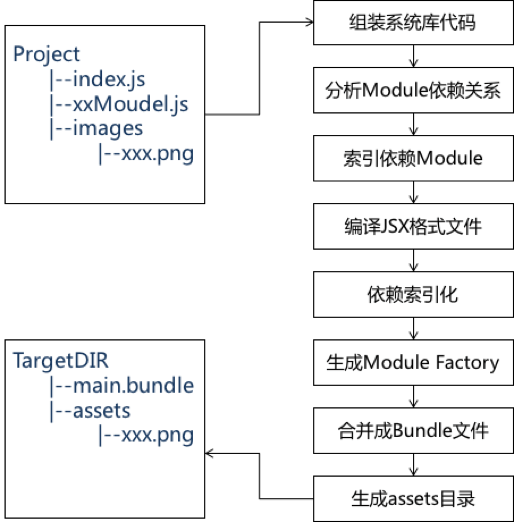 Project
|--index.js
|--xxMoudel.js
|--images
|--xxx.png
组装系统库代码
分析Module依赖关系
索引依赖Module
编译JSX格式文件
依赖索引化
生成Module Factory
合并成Bundle文件
生成assets目录
TargetDIR
|--main.bundle
|--assets
|--xxx.png